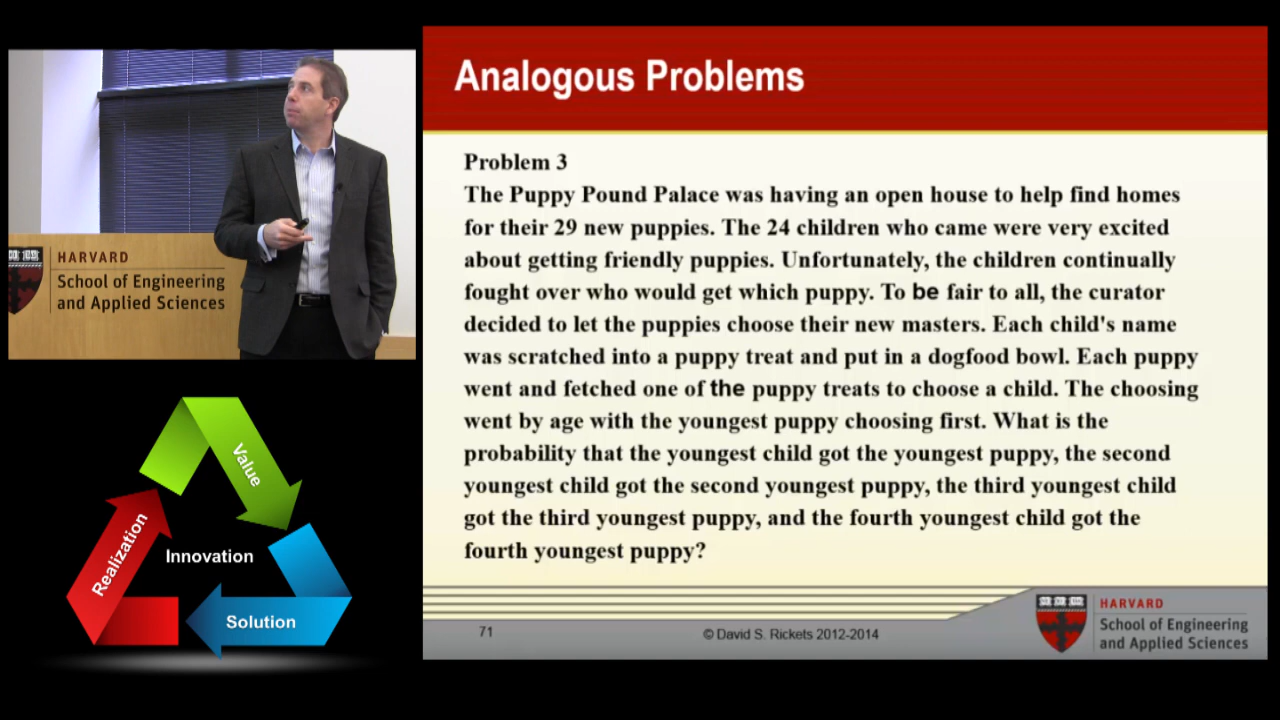 HARVARD
School of Engineering
and Applied Sciences
Value
Realization
Innovation
Solution
Analogous Problems
Problem 3
The Puppy Pound Palace was having an open house to help find homes
for their 29 new puppies. The 24 children who came were very excited
about getting friendly puppies. Unfortunately, the children continually
fought over who would get which puppy. To be fair to all, the curator
decided to let the puppies choose their new masters. Each child's name
was scratched into a puppy treat and put in a dogfood bowl. Each puppy
went and fetched one of the puppy treats to choose a child. The choosing
went by age with the youngest puppy choosing first. What is the
probability that the youngest child got the youngest puppy, the second
youngest child got the second youngest puppy, the third youngest child
got the third youngest puppy, and the fourth youngest child got the
fourth youngest puppy?
71
© David S. Rickets 2012-2014
HARVARD
School of Engineering
and Applied Sciences